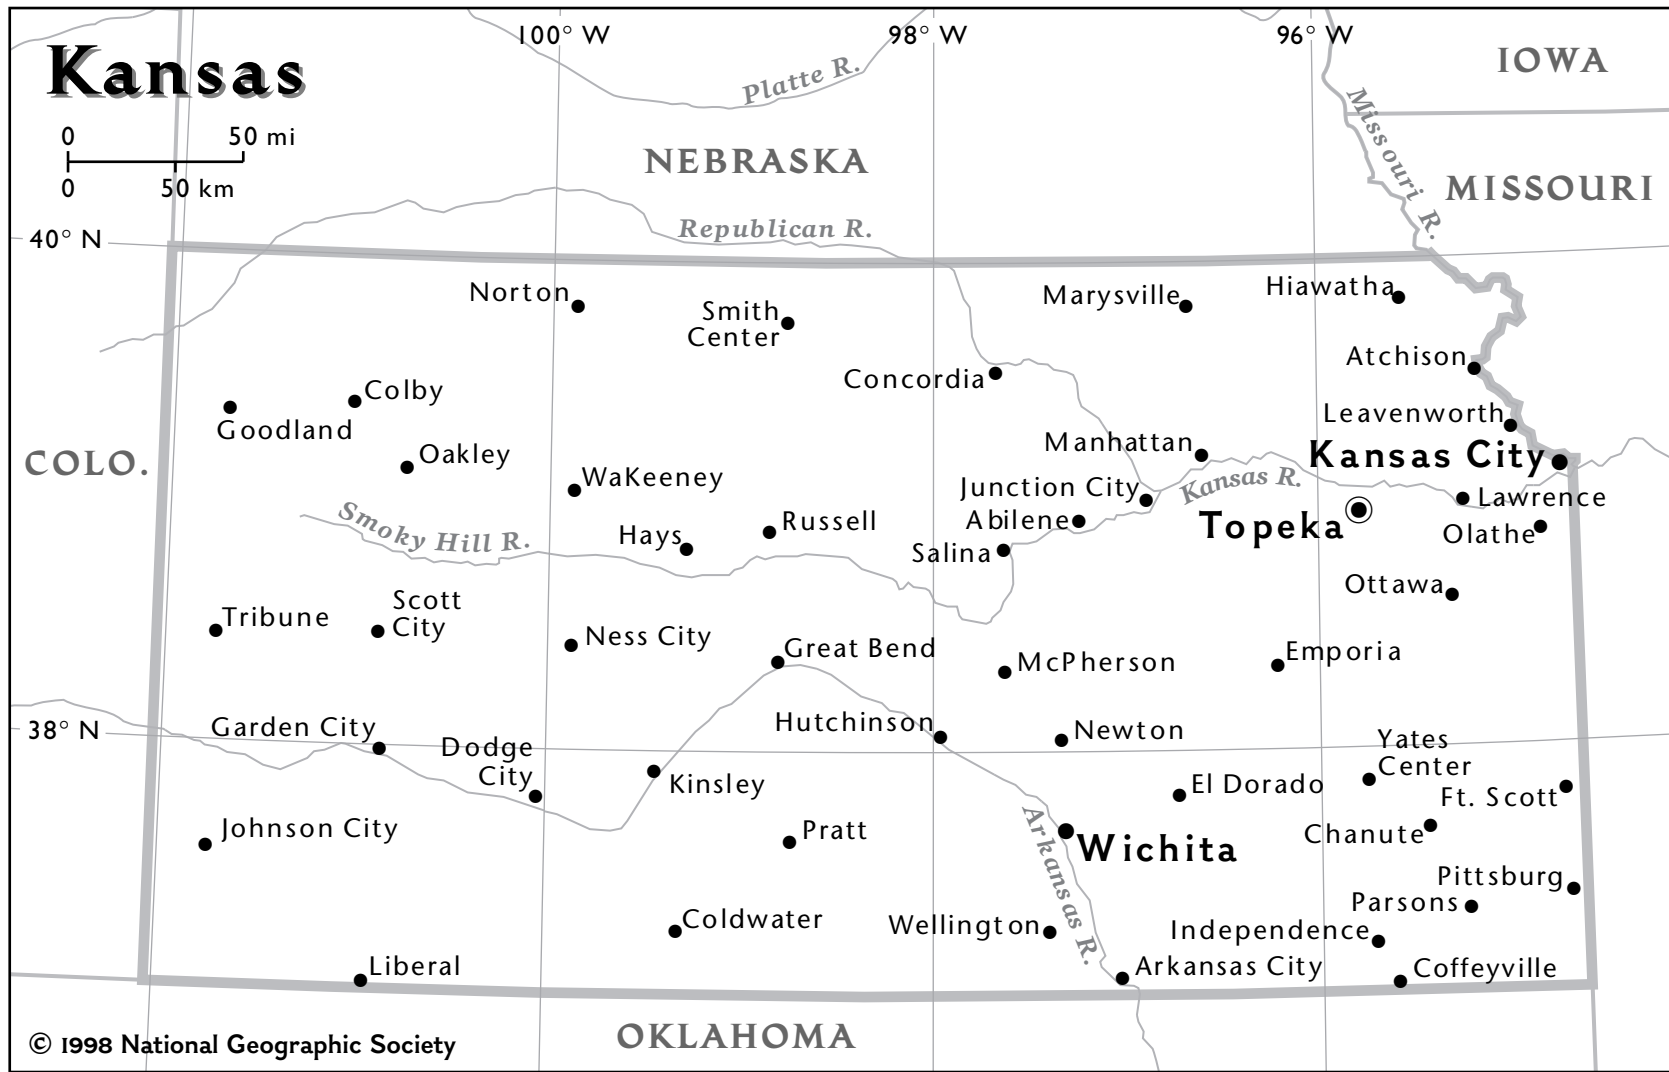 100° W
98° W
96° W
Kansas
IOWA
Platte R.
0
50 mi
0
50 km
NEBRASKA
Missouri R.
MISSOURI
Republican R.
40° N
Norton
Smith
Center
Marysville
Hiawatha
Atchison
Concordia
Colby
Goodland
Leavenworth
Manhattan
Kansas City
COLO.
Oakley
WaKeeney
Junction City
Kansas R.
Lawrence
Smoky Hill R.
Hays
Russell
Abilene
Topeka
Olathe
Salina
Ottawa
Tribune
Scott
City
Ness City
Great Bend
McPherson
Emporia
38° N
Garden City
Dodge
City
Hutchinson
Newton
Yates
Center
Kinsley
El Dorado
Ft. Scott
Johnson City
Pratt
Arkansas R.
Wichita
Chanute
Pittsburg
Parsons
Coldwater
Wellington
Independence
Liberal
Arkansas City
Coffeyville
OKLAHOMA
© 1998 National Geographic Society